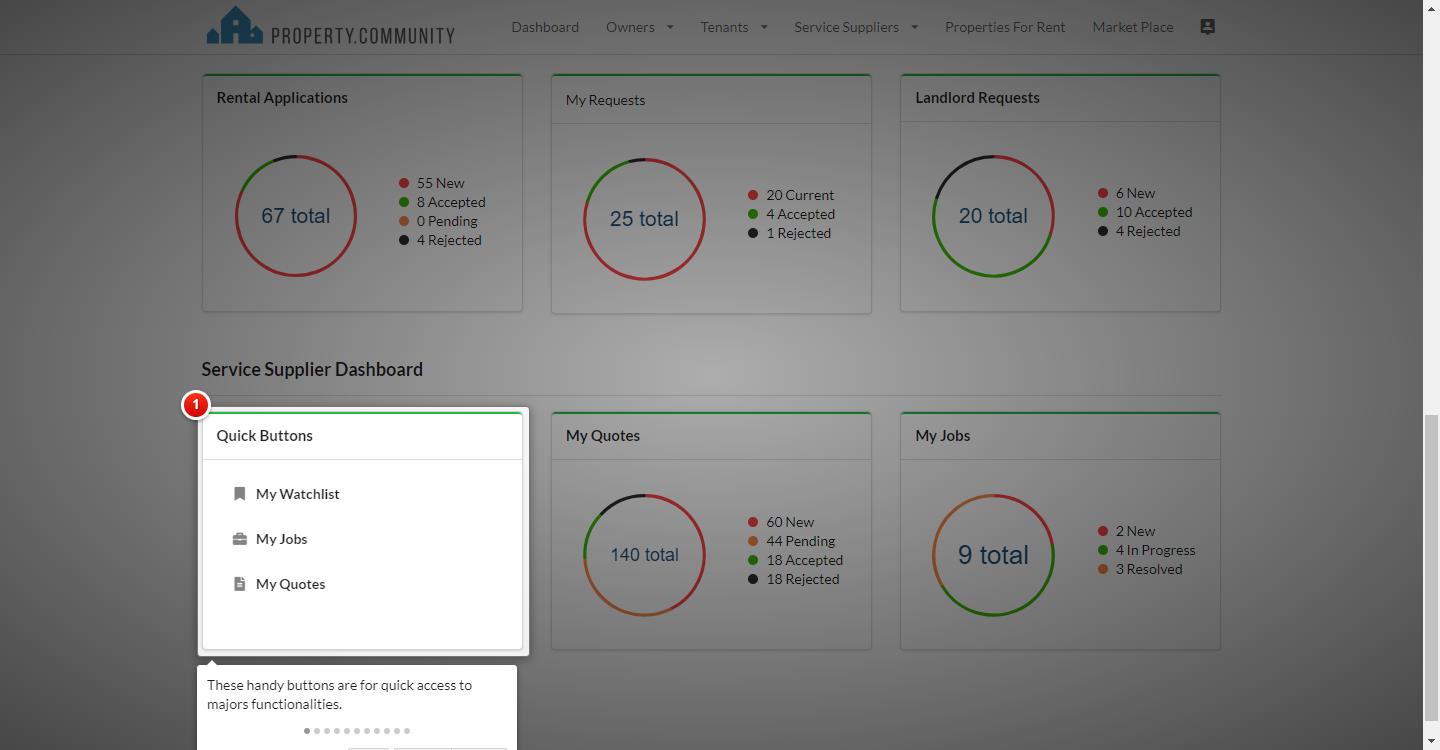 PROPERTY.COMMUNITY
Dashboard Owners Tenants Service Suppliers Properties For Rent Market Place
Rental Applications
67 total
55 New
8 Accepted
0 Pending
4 Rejected
My Requests
25 total
20 Current
4 Accepted
1 Rejected
Landlord Requests
20 total
6 New
10 Accepted
4 Rejected
Service Supplier Dashboard
1
Quick Buttons
My Watchlist
My Jobs
My Quotes
My Quotes
140 total
60 New
44 Pending
18 Accepted
18 Rejected
My Jobs
9 total
2 New
4 In Progress
3 Resolved
These handy buttons are for quick access to
majors functionalities.